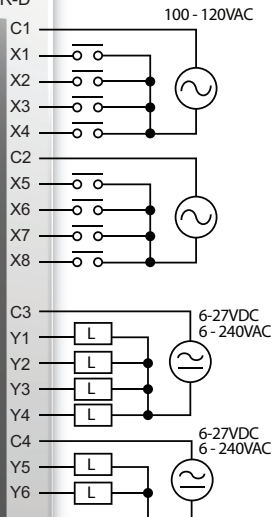 R-D
100 - 120VAC
C1
X1
X2
X3
X4
C2
X5
X6
X7
X8
C3
6-27VDC
6 - 240VAC
Y1 L
Y2 L
Y3 L
Y4 L
C4
6-27VDC
6 - 240VAC
Y5 L
Y6 L